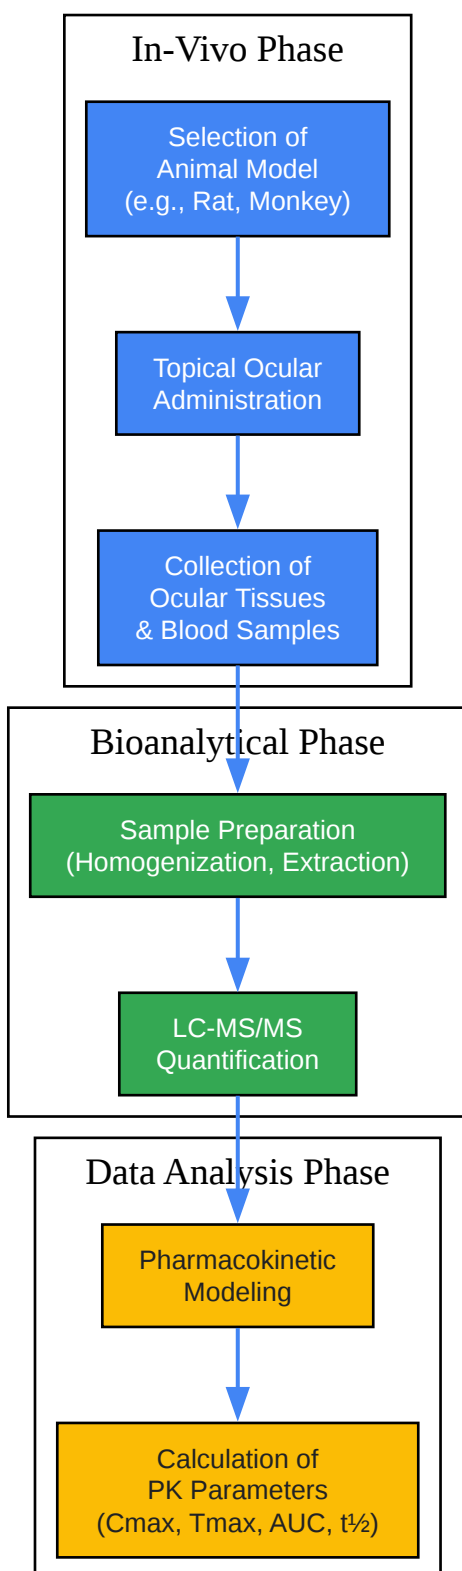 In-Vivo Phase
Selection of
Animal Model
(e.g., Rat, Monkey)
Topical Ocular
Administration
Collection of
Ocular Tissues
& Blood Samples
Bioanalytical Phase
Sample Preparation
(Homogenization, Extraction)
LC-MS/MS
Quantification
Data Analysis Phase
Pharmacokinetic
Modeling
Calculation of
PK Parameters
(Cmax, Tmax, AUC, t½)